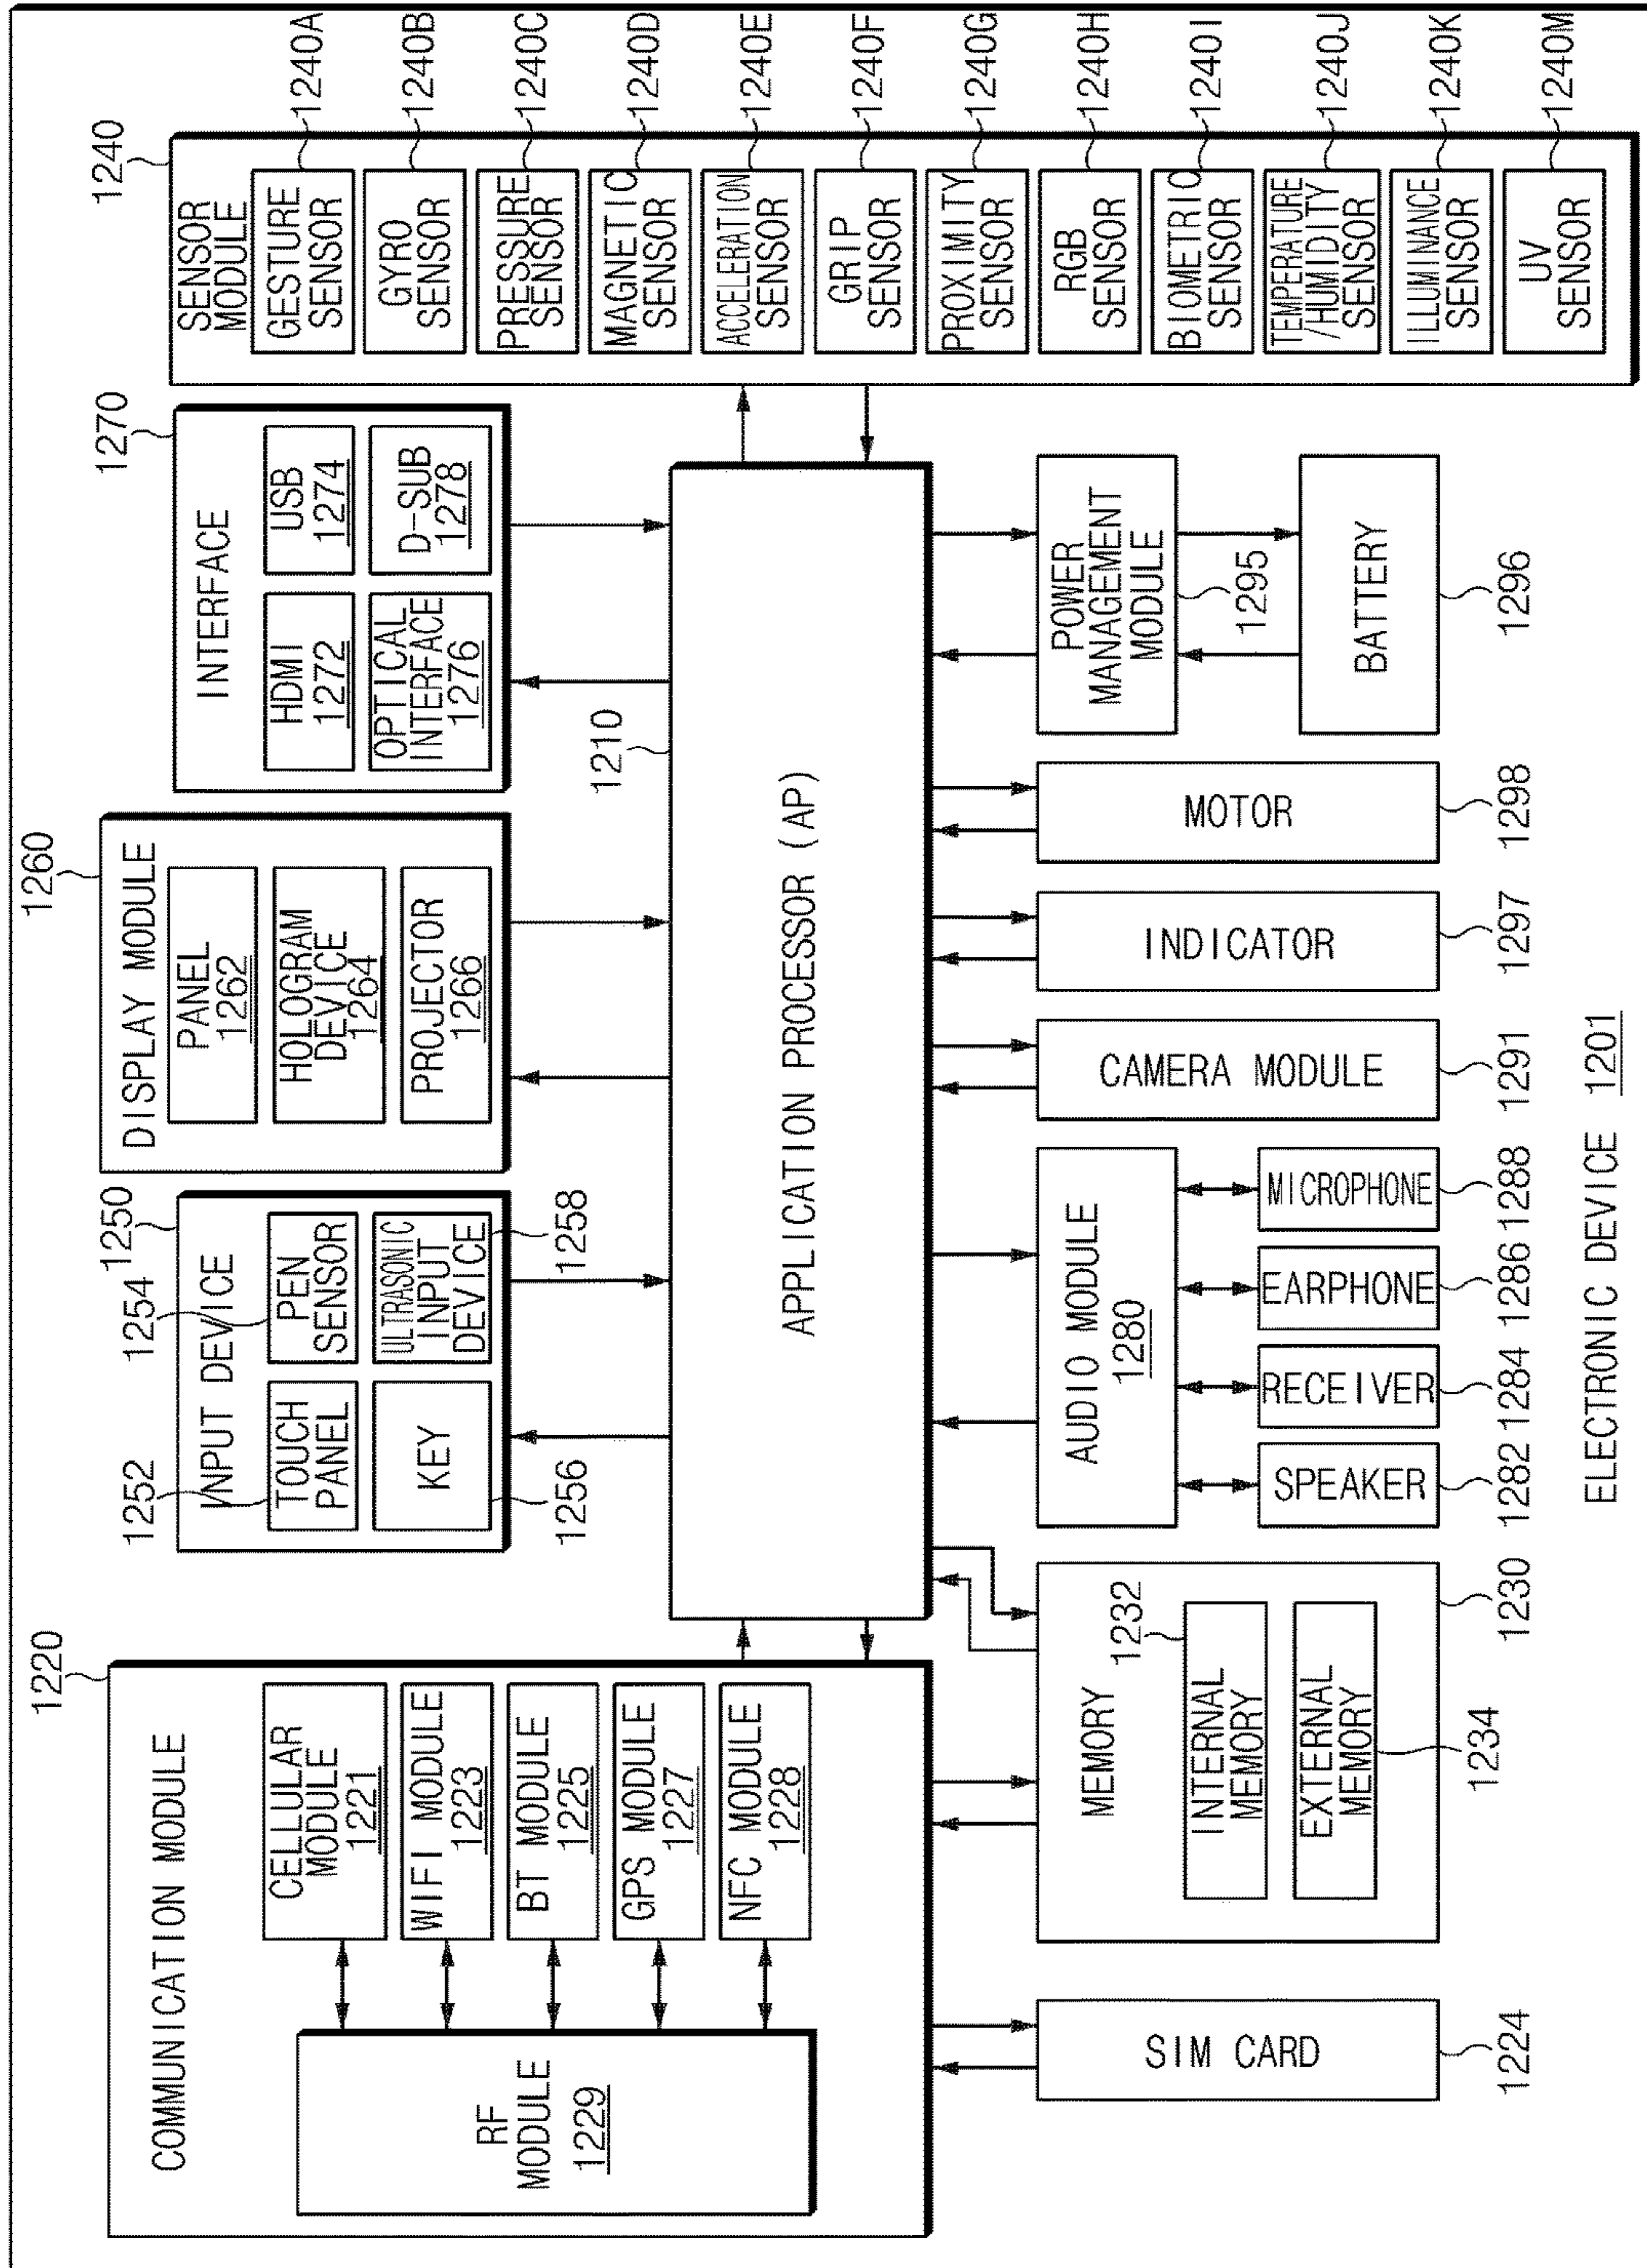 1220
COMMUNICATION MODULE
RF
MODULE
1229
CELLULAR
MODULE
1221
WIFI MODULE
1223
BT MODULE
1225
GPS MODULE
1227
NFC MODULE
1228
1250
INPUT DEVICE
1252
1254
TOUCH
PANEL
PEN
SENSOR
KEY
ULTRASONIC
INPUT
DEVICE
1256
1258
1260
DISPLAY MODULE
PANEL
1262
HOLOGRAM
DEVICE
1264
PROJECTOR
1266
1270
INTERFACE
HDMI
1272
USB
1274
OPTICAL
INTERFACE
1276
D-SUB
1278
1240
SENSOR
MODULE
GESTURE
SENSOR
1240A
GYRO
SENSOR
1240B
PRESSURE
SENSOR
1240C
MAGNETIC
SENSOR
1240D
ACCELERATION
SENSOR
1240E
GRIP
SENSOR
1240F
PROXIMITY
SENSOR
1240G
RGB
SENSOR
1240H
BIOMETRIC
SENSOR
1240I
TEMPERATURE
/HUMIDITY
SENSOR
1240J
ILLUMINANCE
SENSOR
1240K
UV
SENSOR
1240M
1210
APPLICATION PROCESSOR (AP)
SIM CARD
1224
MEMORY
1232
INTERNAL
MEMORY
EXTERNAL
MEMORY
1234
1230
AUDIO MODULE
1280
SPEAKER
1282
RECEIVER
1284
EARPHONE
1286
MICROPHONE
1288
CAMERA MODULE
1291
INDICATOR
1297
MOTOR
1298
POWER
MANAGEMENT
MODULE
1295
BATTERY
1296
ELECTRONIC DEVICE 1201